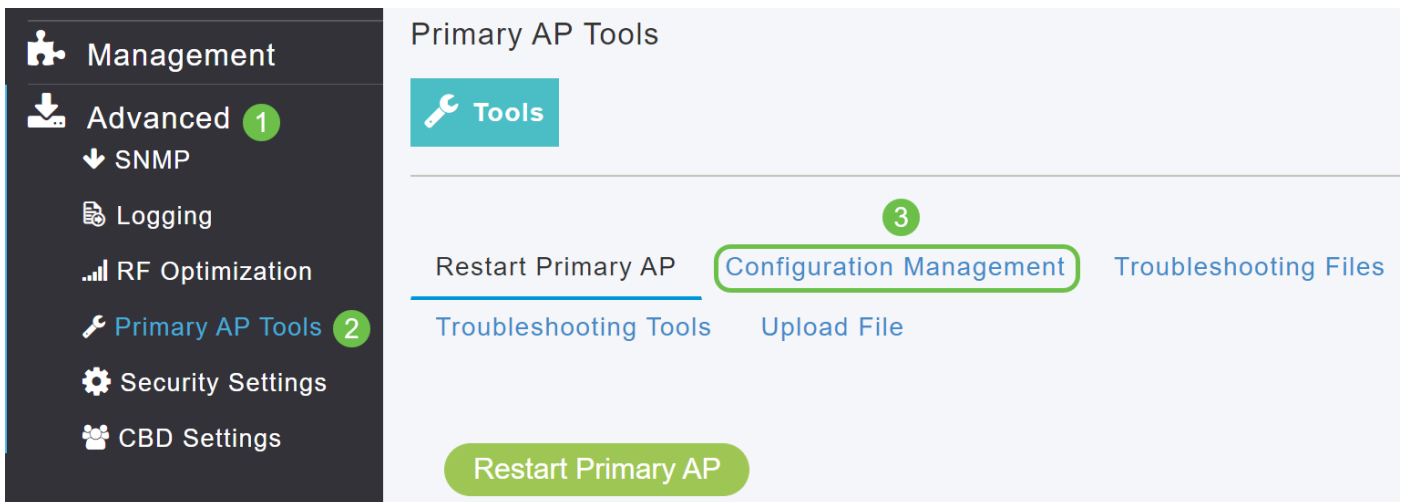 Management
Advanced 1
SNMP
Logging
RF Optimization
Primary AP Tools 2
Security Settings
CBD Settings
Primary AP Tools
Tools
3
Restart Primary AP Configuration Management Troubleshooting Files
Troubleshooting Tools Upload File
Restart Primary AP